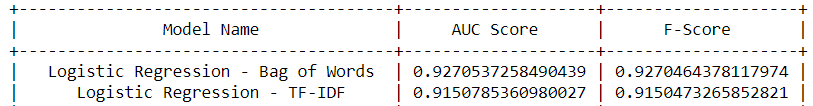 Model Name | AUC Score | F-Score
Logistic Regression - Bag of Words | 0.9270537258490439 | 0.9270464378117974
Logistic Regression - TF-IDF | 0.9150785360980027 | 0.9150473265852821